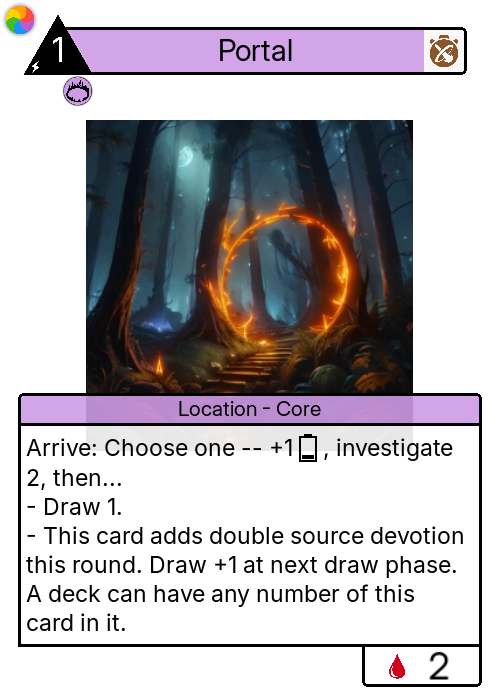 1
Portal
Location - Core
Arrive: Choose one -- +1 , investigate
2, then...
- Draw 1.
- This card adds double source devotion
this round. Draw +1 at next draw phase.
A deck can have any number of this
card in it.
2